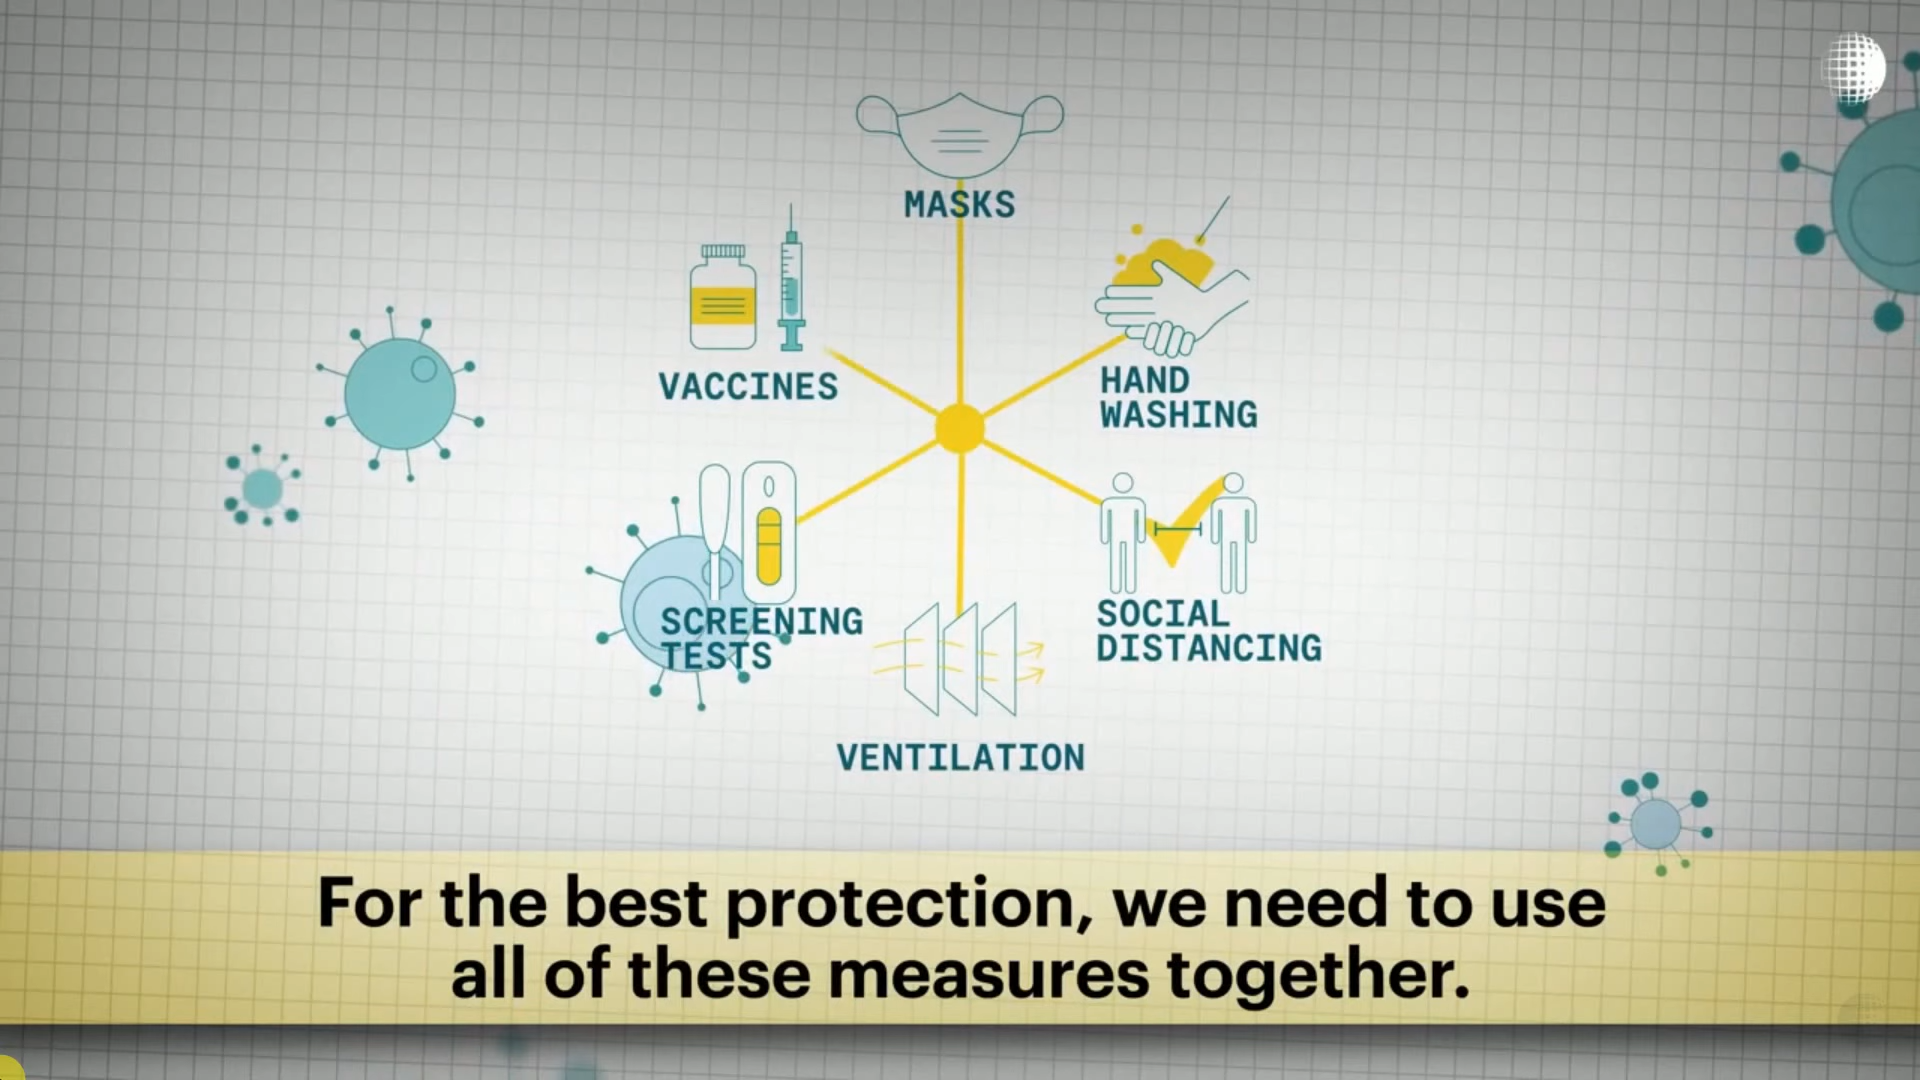 MASKS
VACCINES
HAND
WASHING
SCREENING
TESTS
SOCIAL
DISTANCING
VENTILATION
For the best protection, we need to use
all of these measures together.